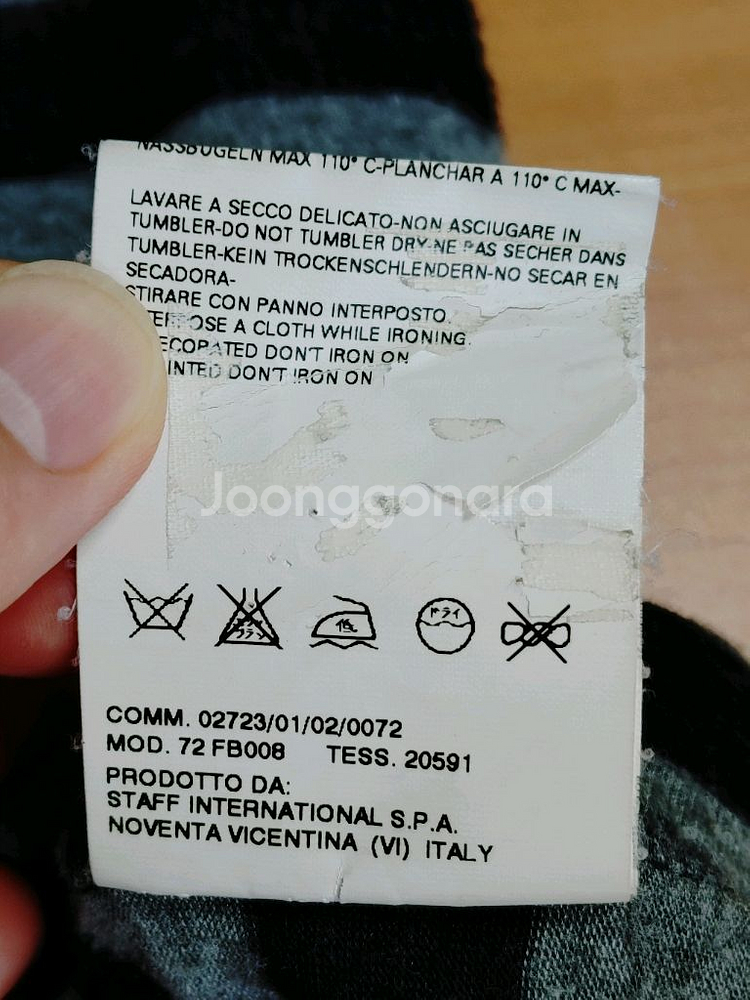 NASSBÜGELN MAX 110° C-PLANCHAR A 110° C MAX-
LAVARE A SECCO DELICATO-NON ASCIUGARE IN
TUMBLER-DO NOT TUMBLER DRY-NE PAS SECHER DANS
TUMBLER-KEIN TROCKENSCHLENDERN-NO SECAR EN
SECADORA-
STIRARE CON PANNO INTERPOSTO.
A CLOTH WHILE IRONING.
DON'T IRON ON
DON'T IRON ON
Joonggonara
低 ドライ
COMM. 02723/01/02/0072
MOD. 72 FB008 TESS. 20591
PRODOTTO DA:
STAFF INTERNATIONAL S.P.A.
NOVENTA VICENTINA (VI) ITALY